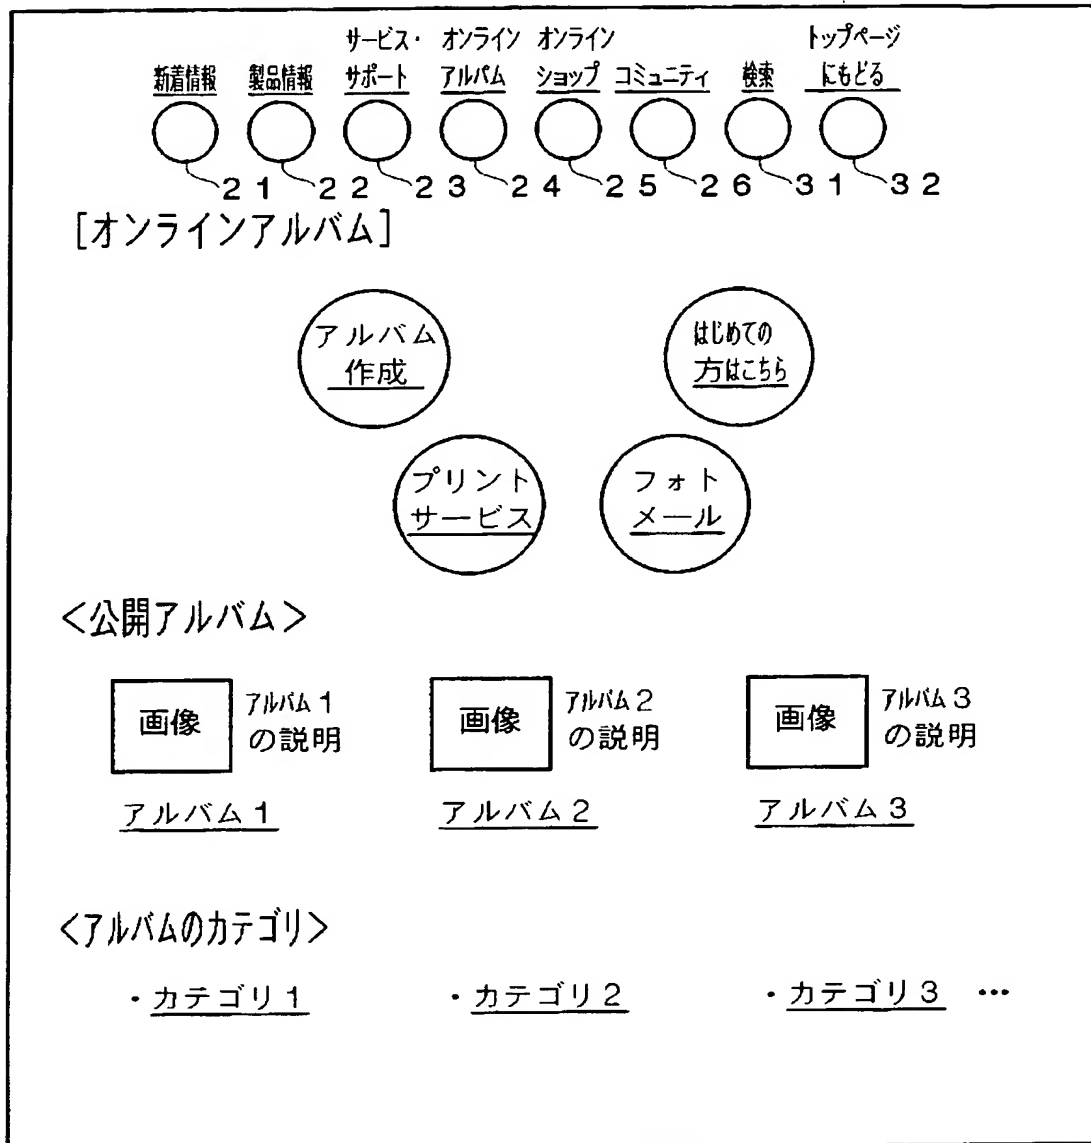 サービス・ オンライン オンライン トップページ
新着情報 製品情報 サポート アルバム ショップ コミュニティ 検索 にもどる
21 22 23 24 25 26 31 32
[オンラインアルバム]
アルバム
作成
はじめての
方はこちら
プリント
サービス
フォト
メール
<公開アルバム>
画像 アルバム1 画像 アルバム2 画像 アルバム3
の説明 の説明 の説明
アルバム1 アルバム2 アルバム3
<アルバムのカテゴリ>
・カテゴリ1 ・カテゴリ2 ・カテゴリ3 …